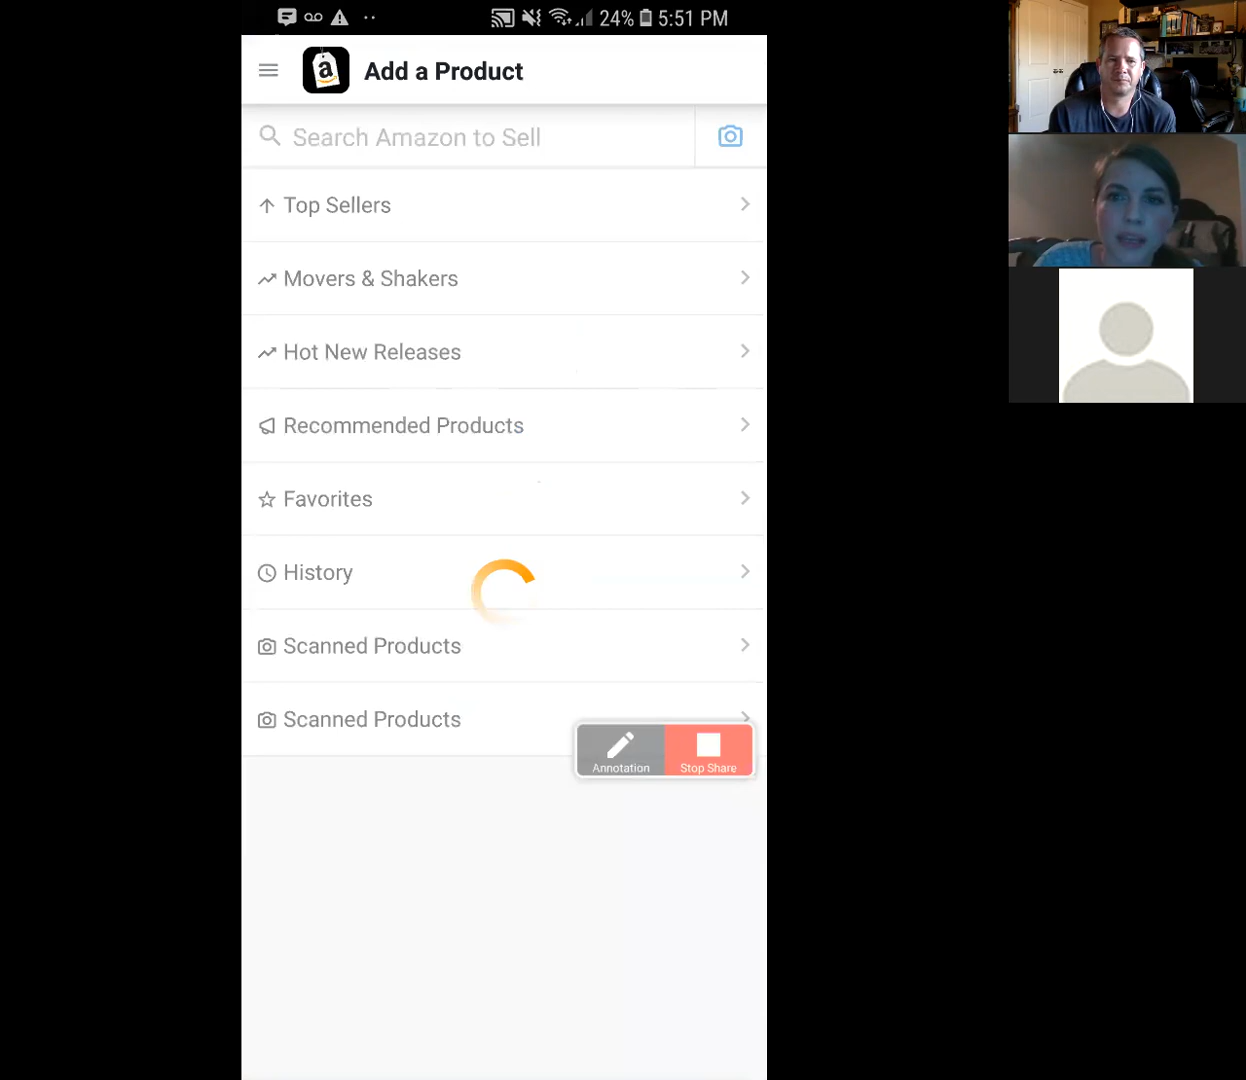 24% 5:51 PM
a Add a Product
Search Amazon to Sell
Top Sellers
Movers & Shakers
Hot New Releases
Recommended Products
Favorites
History
Scanned Products
Scanned Products
Annotation Stop Share